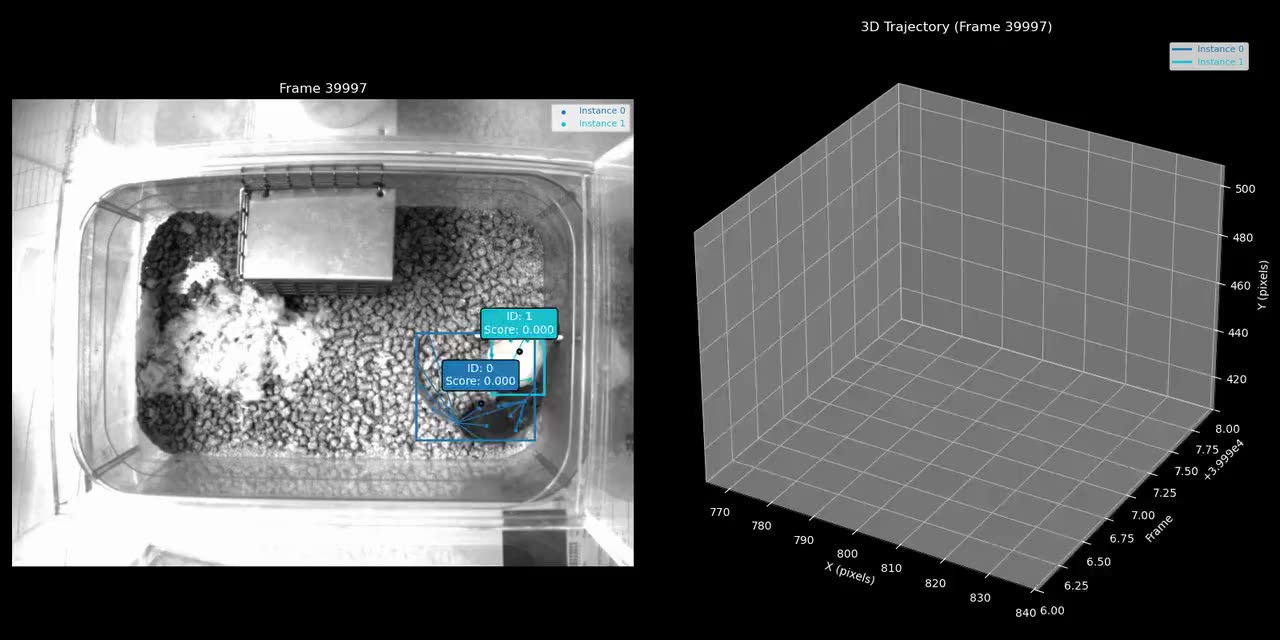 3D Trajectory (Frame 39997)
Instance 0
Instance 1
Frame 39997
Instance 0
Instance 1
ID: 1
Score: 0.000
ID: 0
Score: 0.000
500
480
460
440
420
Y (pixels)
8.00
7.75
7.50
7.25
7.00
6.75
6.50
6.25
6.00
+3.999e4
Frame
770
780
790
800
810
820
830
840
X (pixels)